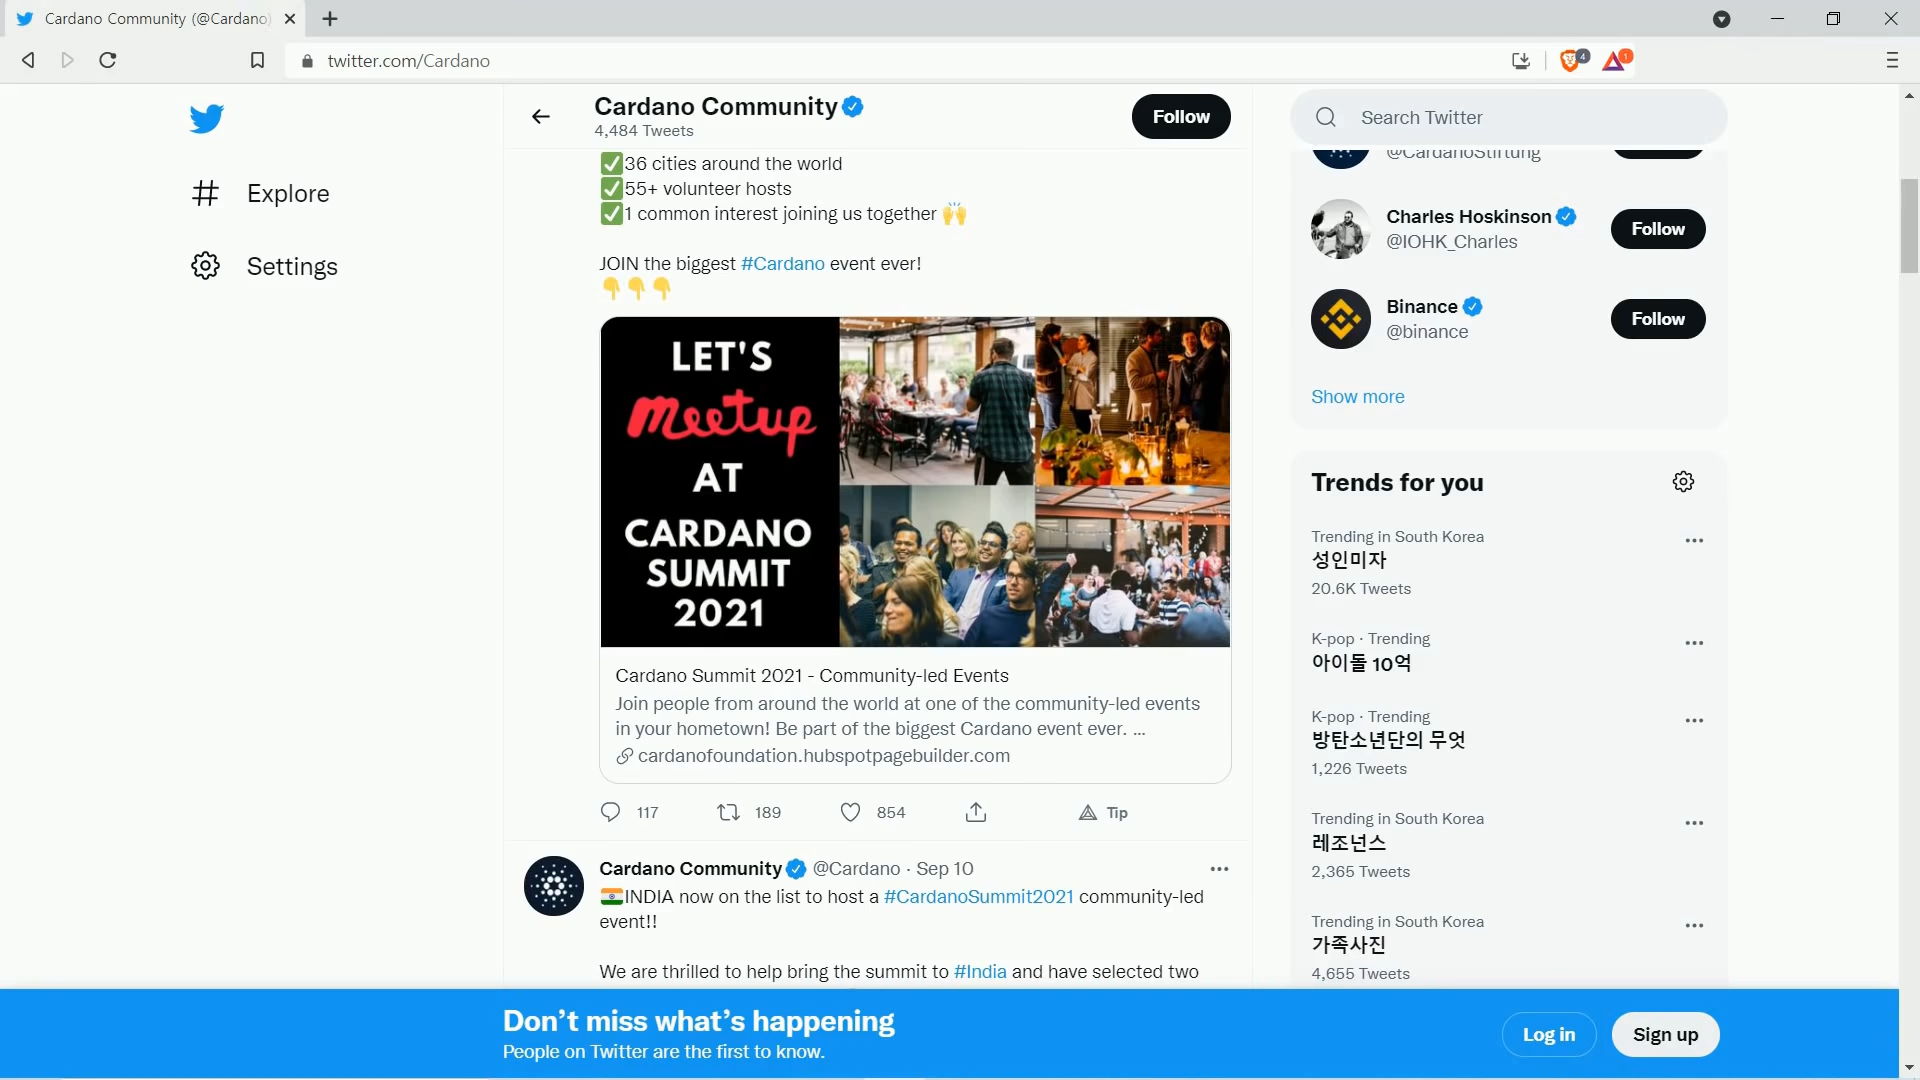 Cardano Community (@Cardano)
twitter.com/Cardano
4
1
Explore
Settings
Cardano Community
4,484 Tweets
Follow
✅36 cities around the world
✅55+ volunteer hosts
✅1 common interest joining us together 🙌
JOIN the biggest #Cardano event ever!
👇👇👇
LET'S
Meetup
AT
CARDANO
SUMMIT
2021
Cardano Summit 2021 - Community-led Events
Join people from around the world at one of the community-led events
in your hometown! Be part of the biggest Cardano event ever. ...
cardanofoundation.hubspotpagebuilder.com
117 189 854 Tip
Cardano Community @Cardano · Sep 10
🇮🇳INDIA now on the list to host a #CardanoSummit2021 community-led
event!!
We are thrilled to help bring the summit to #India and have selected two
Search Twitter
@CardanoStiftung
Charles Hoskinson
@IOHK_Charles
Follow
Binance
@binance
Follow
Show more
Trends for you
Trending in South Korea
성인미자
20.6K Tweets
K-pop · Trending
아이돌 10억
K-pop · Trending
방탄소년단의 무엇
1,226 Tweets
Trending in South Korea
레조넌스
2,365 Tweets
Trending in South Korea
가족사진
4,655 Tweets
Don't miss what's happening
People on Twitter are the first to know.
Log in
Sign up